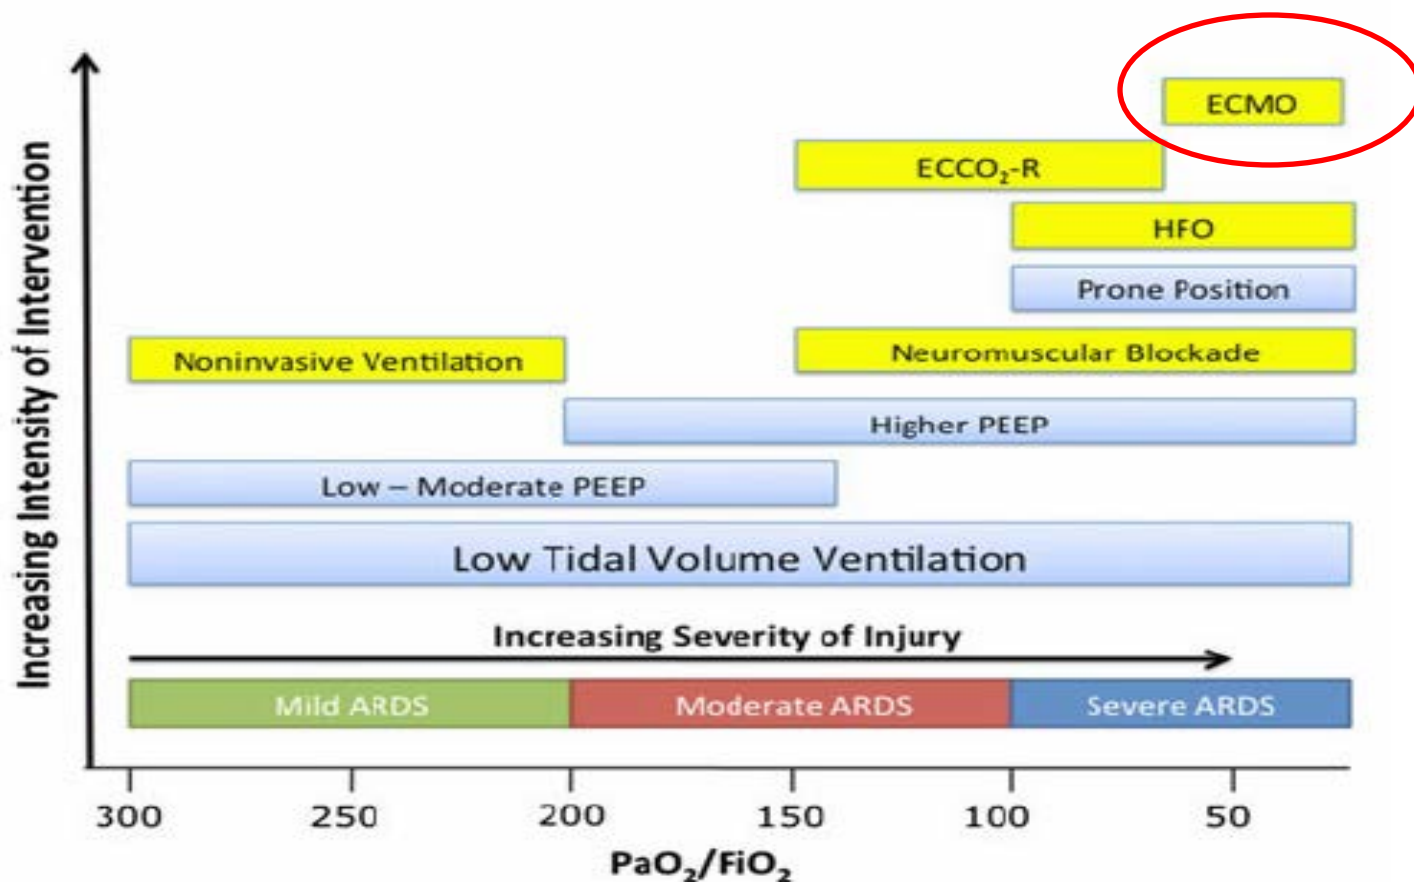 Increasing Intensity of Intervention
ECMO
ECCO₂-R
HFO
Prone Position
Noninvasive Ventilation
Neuromuscular Blockade
Higher PEEP
Low – Moderate PEEP
Low Tidal Volume Ventilation
Increasing Severity of Injury
Mild ARDS Moderate ARDS Severe ARDS
300 250 200 150 100 50
PaO₂/FiO₂